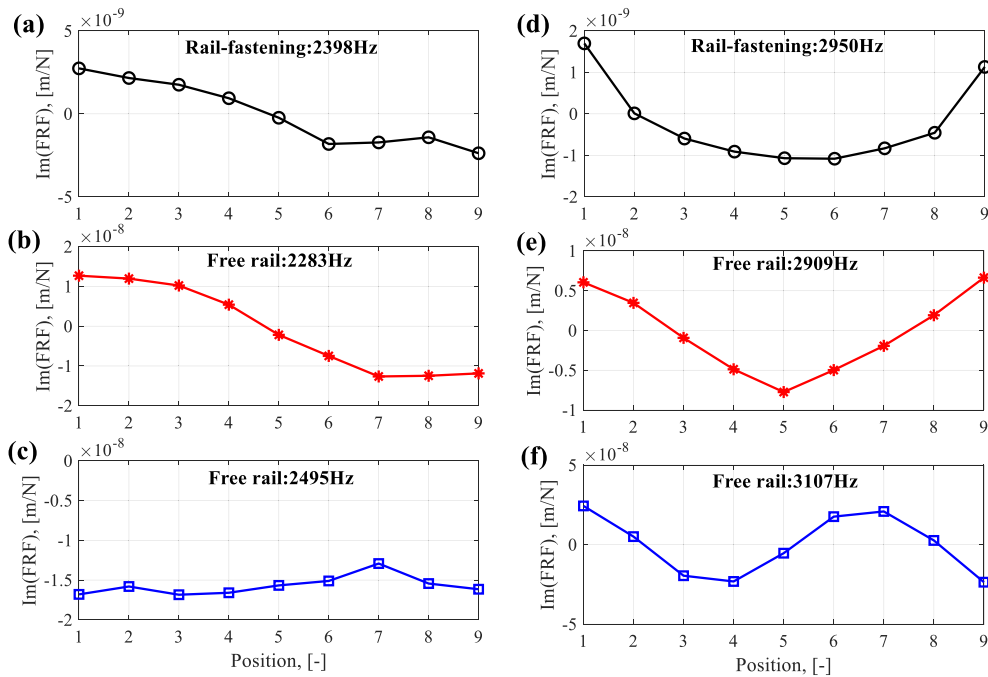 (a)
×10⁻⁹
Rail-fastening:2398Hz
Im(FRF), [m/N]
5
0
-5
1 2 3 4 5 6 7 8 9
(b)
×10⁻⁸
Free rail:2283Hz
Im(FRF), [m/N]
2
1
0
-1
-2
1 2 3 4 5 6 7 8 9
(c)
×10⁻⁸
Free rail:2495Hz
Im(FRF), [m/N]
0
-0.5
-1
-1.5
-2
1 2 3 4 5 6 7 8 9
Position, [-]
(d)
×10⁻⁹
Rail-fastening:2950Hz
Im(FRF), [m/N]
2
1
0
-1
-2
1 2 3 4 5 6 7 8 9
(e)
×10⁻⁸
Free rail:2909Hz
Im(FRF), [m/N]
1
0.5
0
-0.5
-1
1 2 3 4 5 6 7 8 9
(f)
×10⁻⁸
Free rail:3107Hz
Im(FRF), [m/N]
5
0
-5
1 2 3 4 5 6 7 8 9
Position, [-]